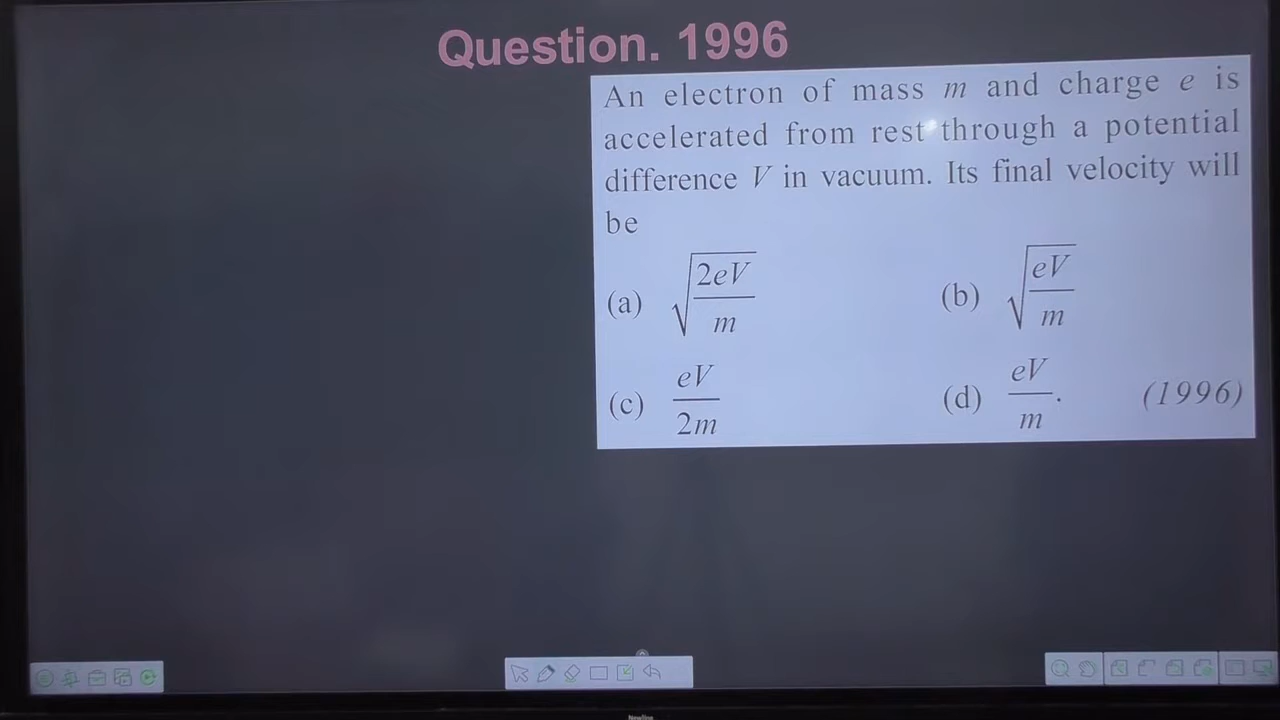 Question. 1996
An electron of mass m and charge e is
accelerated from rest through a potential
difference V in vacuum. Its final velocity will
be
(a) √(2eV/m) (b) √(eV/m)
(c) eV/2m (d) eV/m. (1996)
Newline